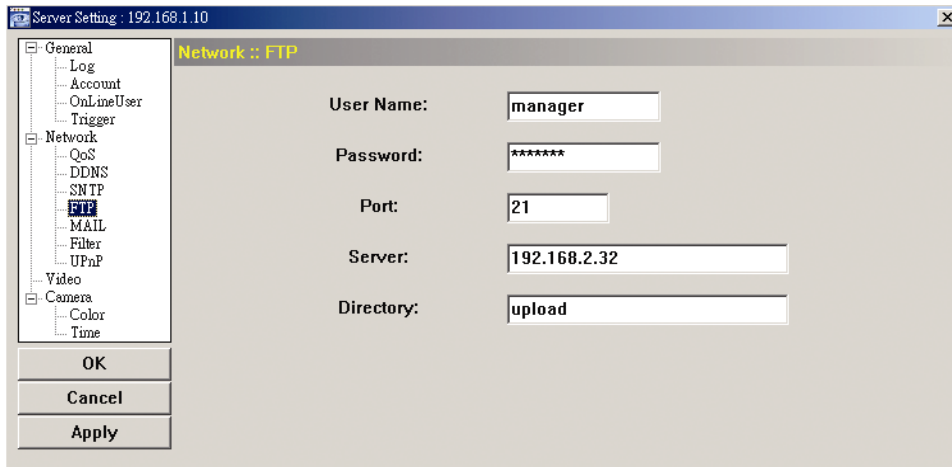 Server Setting : 192.168.1.10
General
Log
Account
OnLineUser
Trigger
Network
QoS
DDNS
SNTP
FTP
MAIL
Filter
UPnP
Video
Camera
Color
Time
OK
Cancel
Apply
Network :: FTP
User Name: manager
Password: *******
Port: 21
Server: 192.168.2.32
Directory: upload